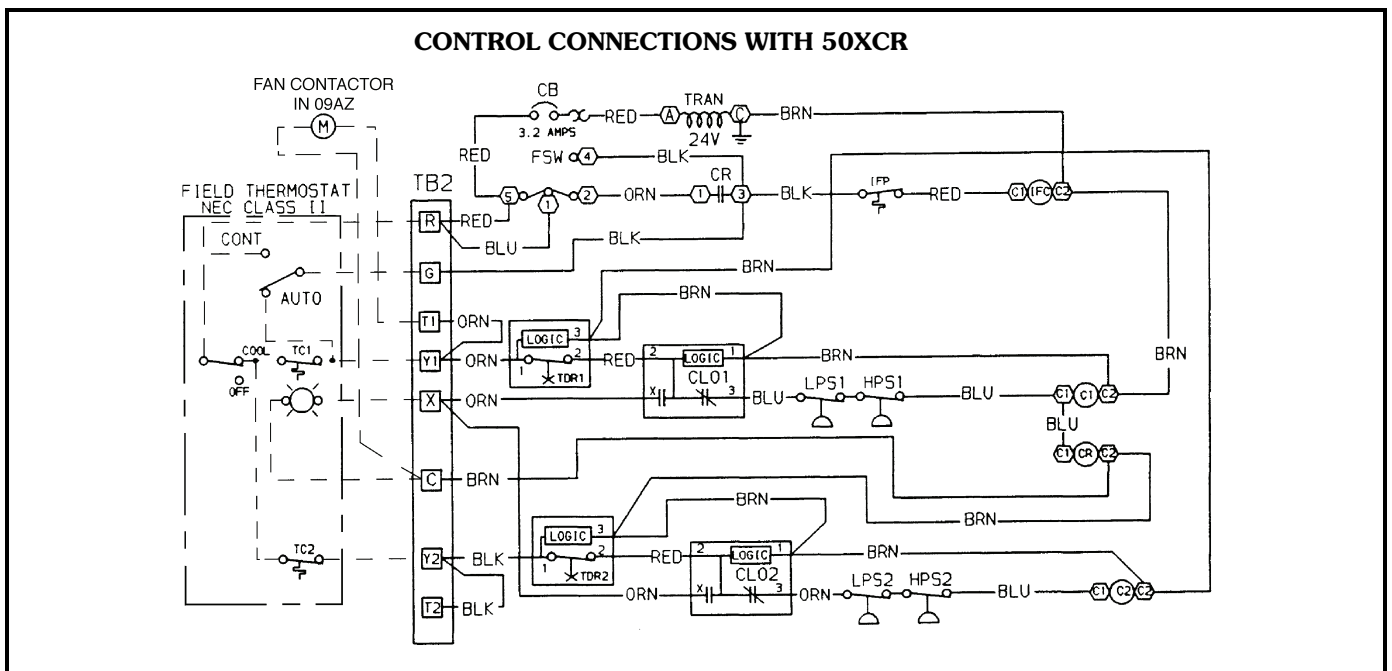 CONTROL CONNECTIONS WITH 50XCR
FAN CONTACTOR
IN 09AZ
M
CB
3.2 AMPS
RED
A
TRAN
24V
C
BRN
RED
FSW
4
BLK
CR
5
2
ORN
1
3
BLK
IFP
RED
C1
IFC
C2
1
TB2
FIELD THERMOSTAT
NEC CLASS II
R
RED
BLU
BLK
CONT
G
BRN
AUTO
BRN
T1
ORN
LOGIC
3
COOL
TC1
Y1
ORN
1
2
TDR1
RED
2
LOGIC
1
BRN
BRN
OFF
CLO1
X
3
X
ORN
BLU
LPS1
HPS1
BLU
C1
C1
C2
BLU
C1
CR
C2
C
BRN
BRN
BRN
LOGIC
3
TC2
Y2
BLK
1
2
TDR2
RED
2
LOGIC
1
BRN
CLO2
X
3
ORN
ORN
LPS2
HPS2
BLU
C1
C2
C2
T2
BLK